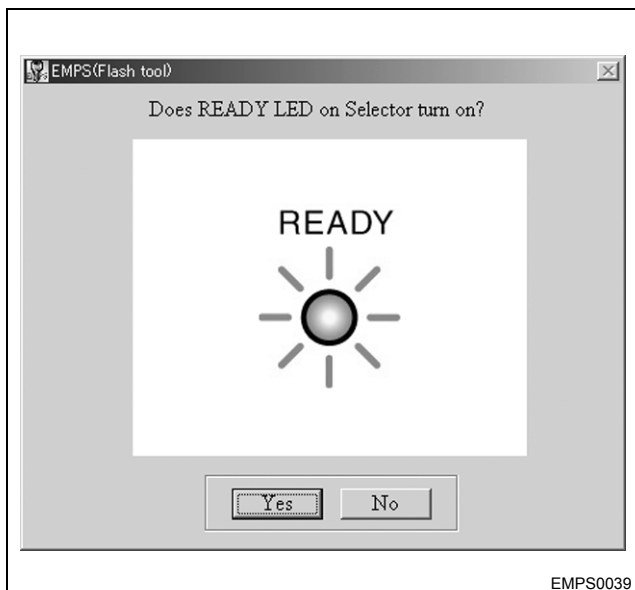 EMPS(Flash tool)
Does READY LED on Selector turn on?
READY
Yes
No
EMPS0039